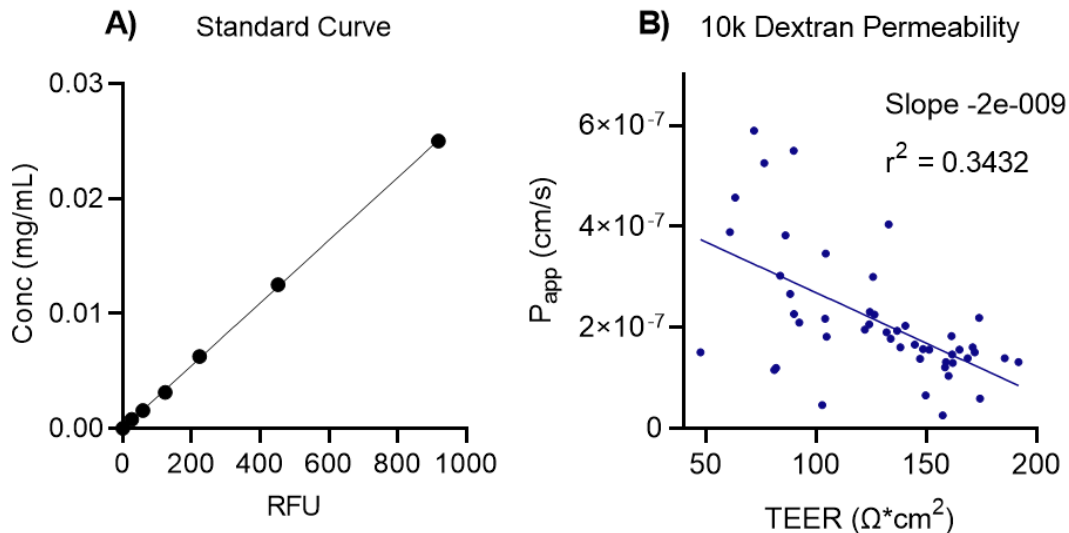 A) Standard Curve
Conc (mg/mL)
0.03
0.02
0.01
0.00
0 200 400 600 800 1000
RFU
B) 10k Dextran Permeability
Slope -2e-009
r² = 0.3432
P_app (cm/s)
6×10⁻⁷
4×10⁻⁷
2×10⁻⁷
0
50 100 150 200
TEER (Ω*cm²)